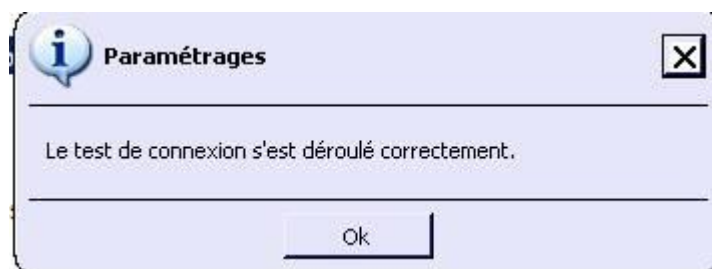 Paramétrages
Le test de connexion s'est déroulé correctement.
Ok